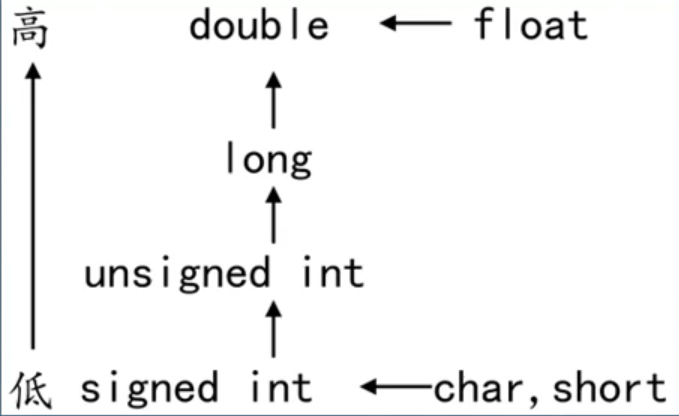 高 double float
long
unsigned int
低 signed int char,short